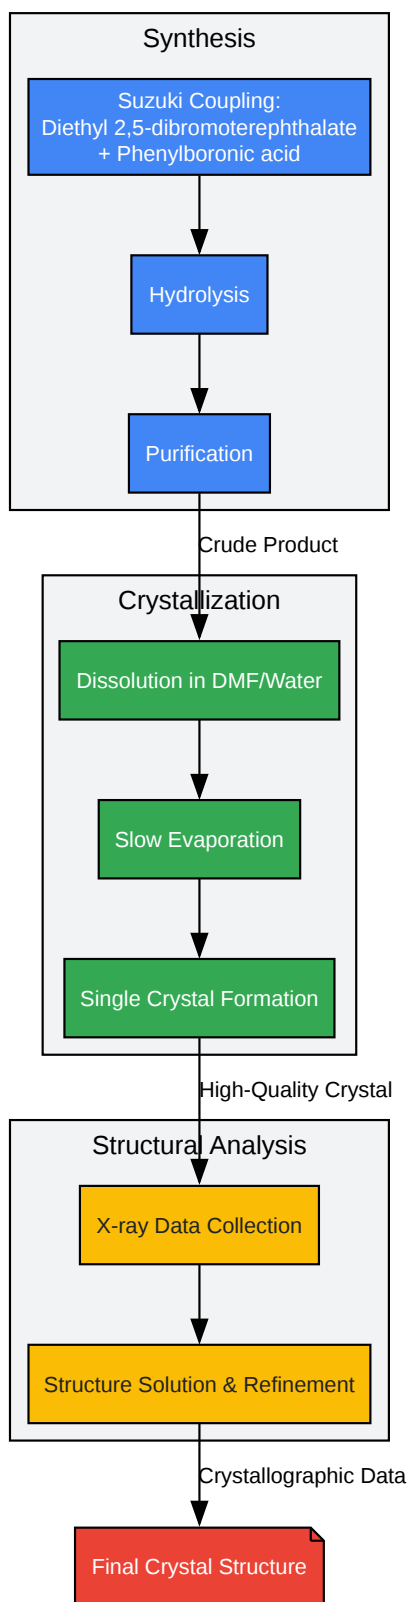 Synthesis
Suzuki Coupling:
Diethyl 2,5-dibromoterephthalate
+ Phenylboronic acid
Hydrolysis
Purification
Crude Product
Crystallization
Dissolution in DMF/Water
Slow Evaporation
Single Crystal Formation
High-Quality Crystal
Structural Analysis
X-ray Data Collection
Structure Solution & Refinement
Crystallographic Data
Final Crystal Structure